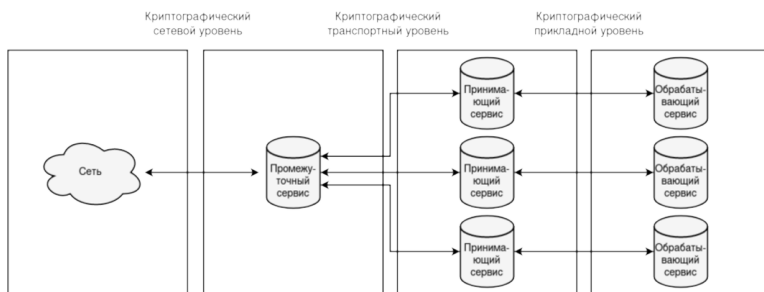 Криптографический
сетевой уровень
Криптографический
транспортный уровень
Криптографический
прикладной уровень
Сеть
Промежу-
точный
сервис
Принима-
ющий
сервис
Обрабаты-
вающий
сервис
Принима-
ющий
сервис
Обрабаты-
вающий
сервис
Принима-
ющий
сервис
Обрабаты-
вающий
сервис